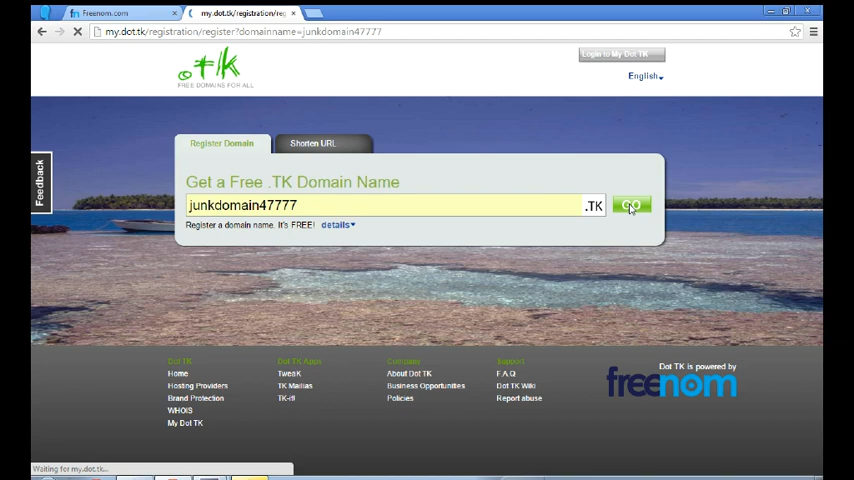 Freenom.com
my.dot.tk/registration/reg
my.dot.tk/registration/register?domainname=junkdomain47777
.TK
FREE DOMAINS FOR ALL
Login to My Dot TK
English
Feedback
Register Domain
Shorten URL
Get a Free .TK Domain Name
junkdomain47777
.TK
GO
Register a domain name. It's FREE! details
Dot TK
Dot TK Apps
Company
Support
Home
TweaK
About Dot TK
F.A.Q
Hosting Providers
TK Mailias
Business Opportunities
Dot TK Wiki
Brand Protection
TK-it!
Policies
Report abuse
WHOIS
My Dot TK
Dot TK is powered by
freenom
Waiting for my.dot.tk...